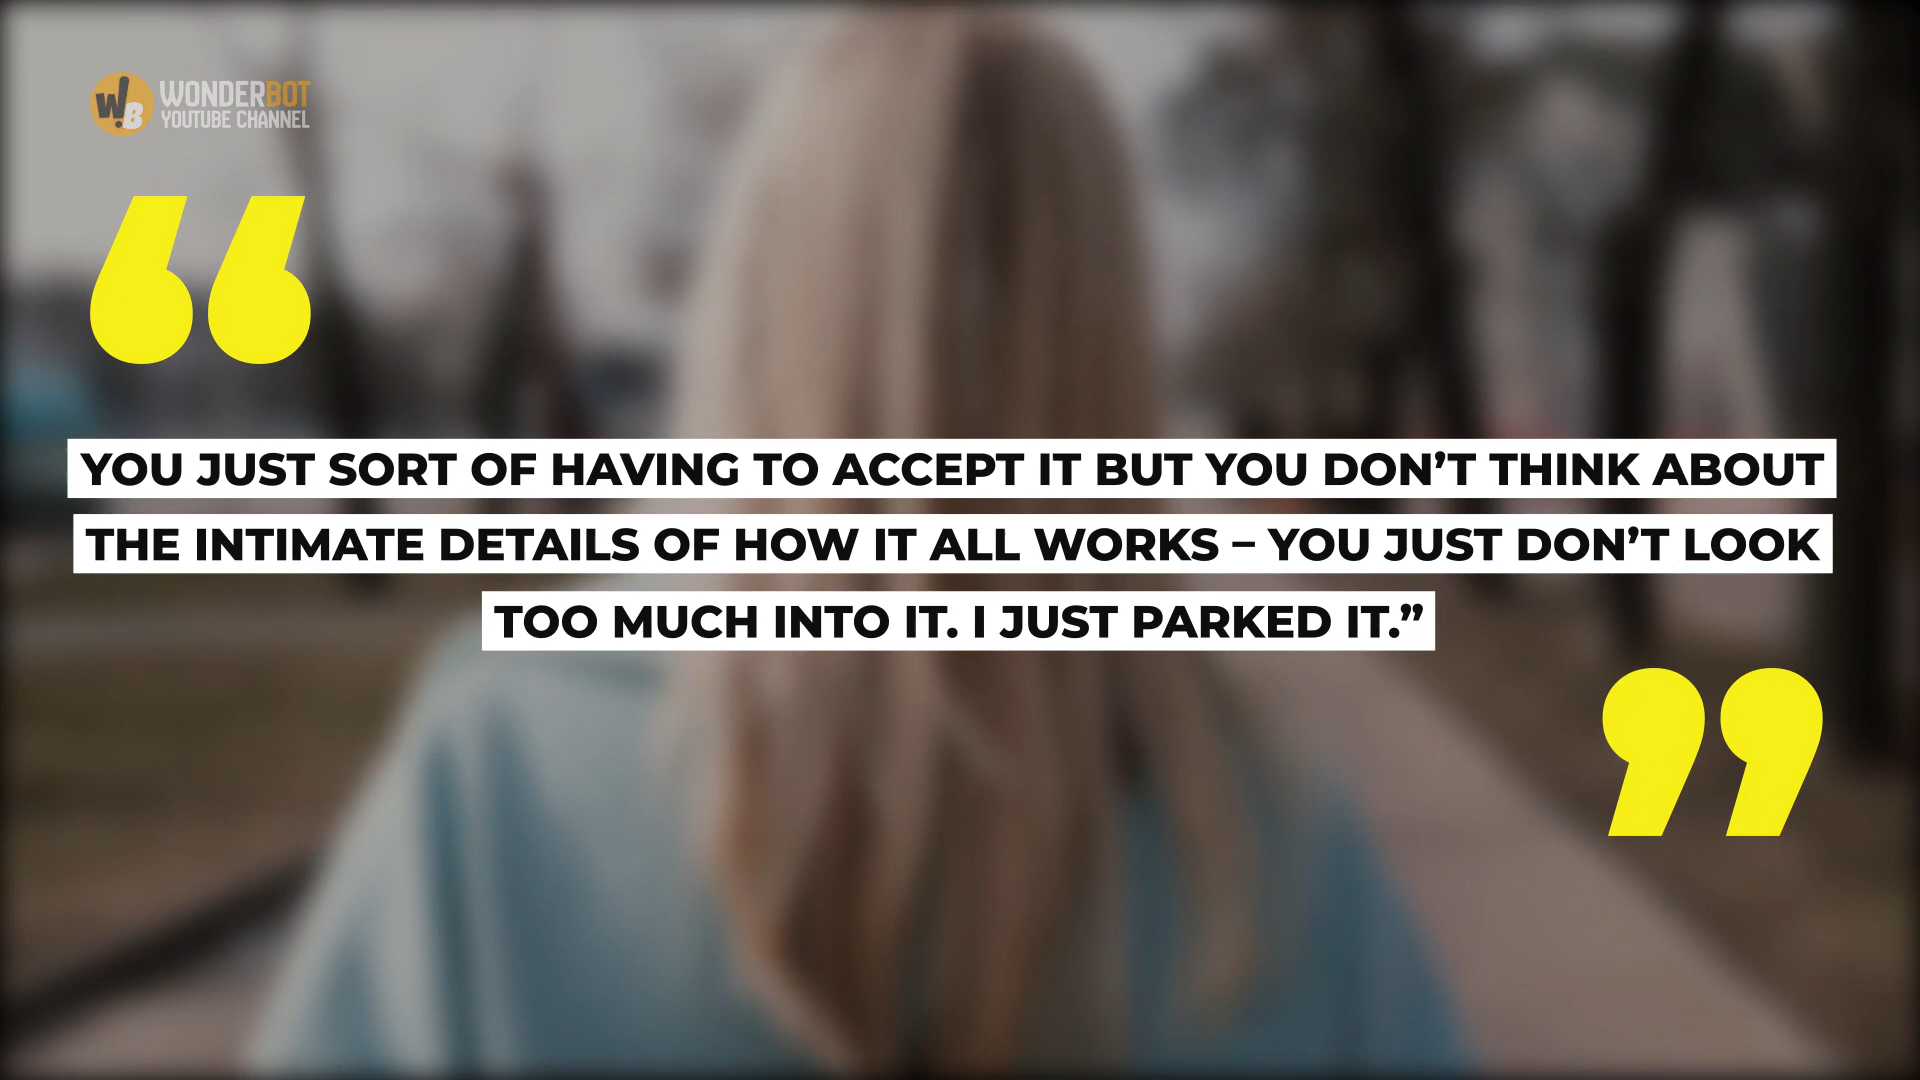 W!B
WONDERBOT
YOUTUBE CHANNEL
“
YOU JUST SORT OF HAVING TO ACCEPT IT BUT YOU DON’T THINK ABOUT
THE INTIMATE DETAILS OF HOW IT ALL WORKS – YOU JUST DON’T LOOK
TOO MUCH INTO IT. I JUST PARKED IT.”
”